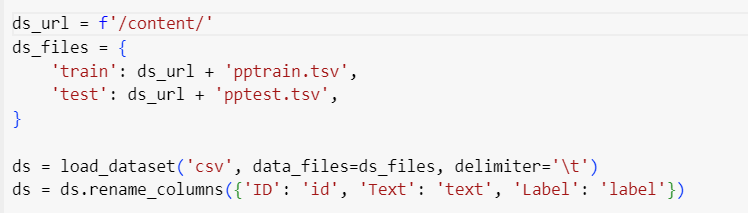 ds_url = f'/content/'
ds_files = {
    'train': ds_url + 'pptrain.tsv',
    'test': ds_url + 'pptest.tsv',
}

ds = load_dataset('csv', data_files=ds_files, delimiter='\t')
ds = ds.rename_columns({'ID': 'id', 'Text': 'text', 'Label': 'label'})